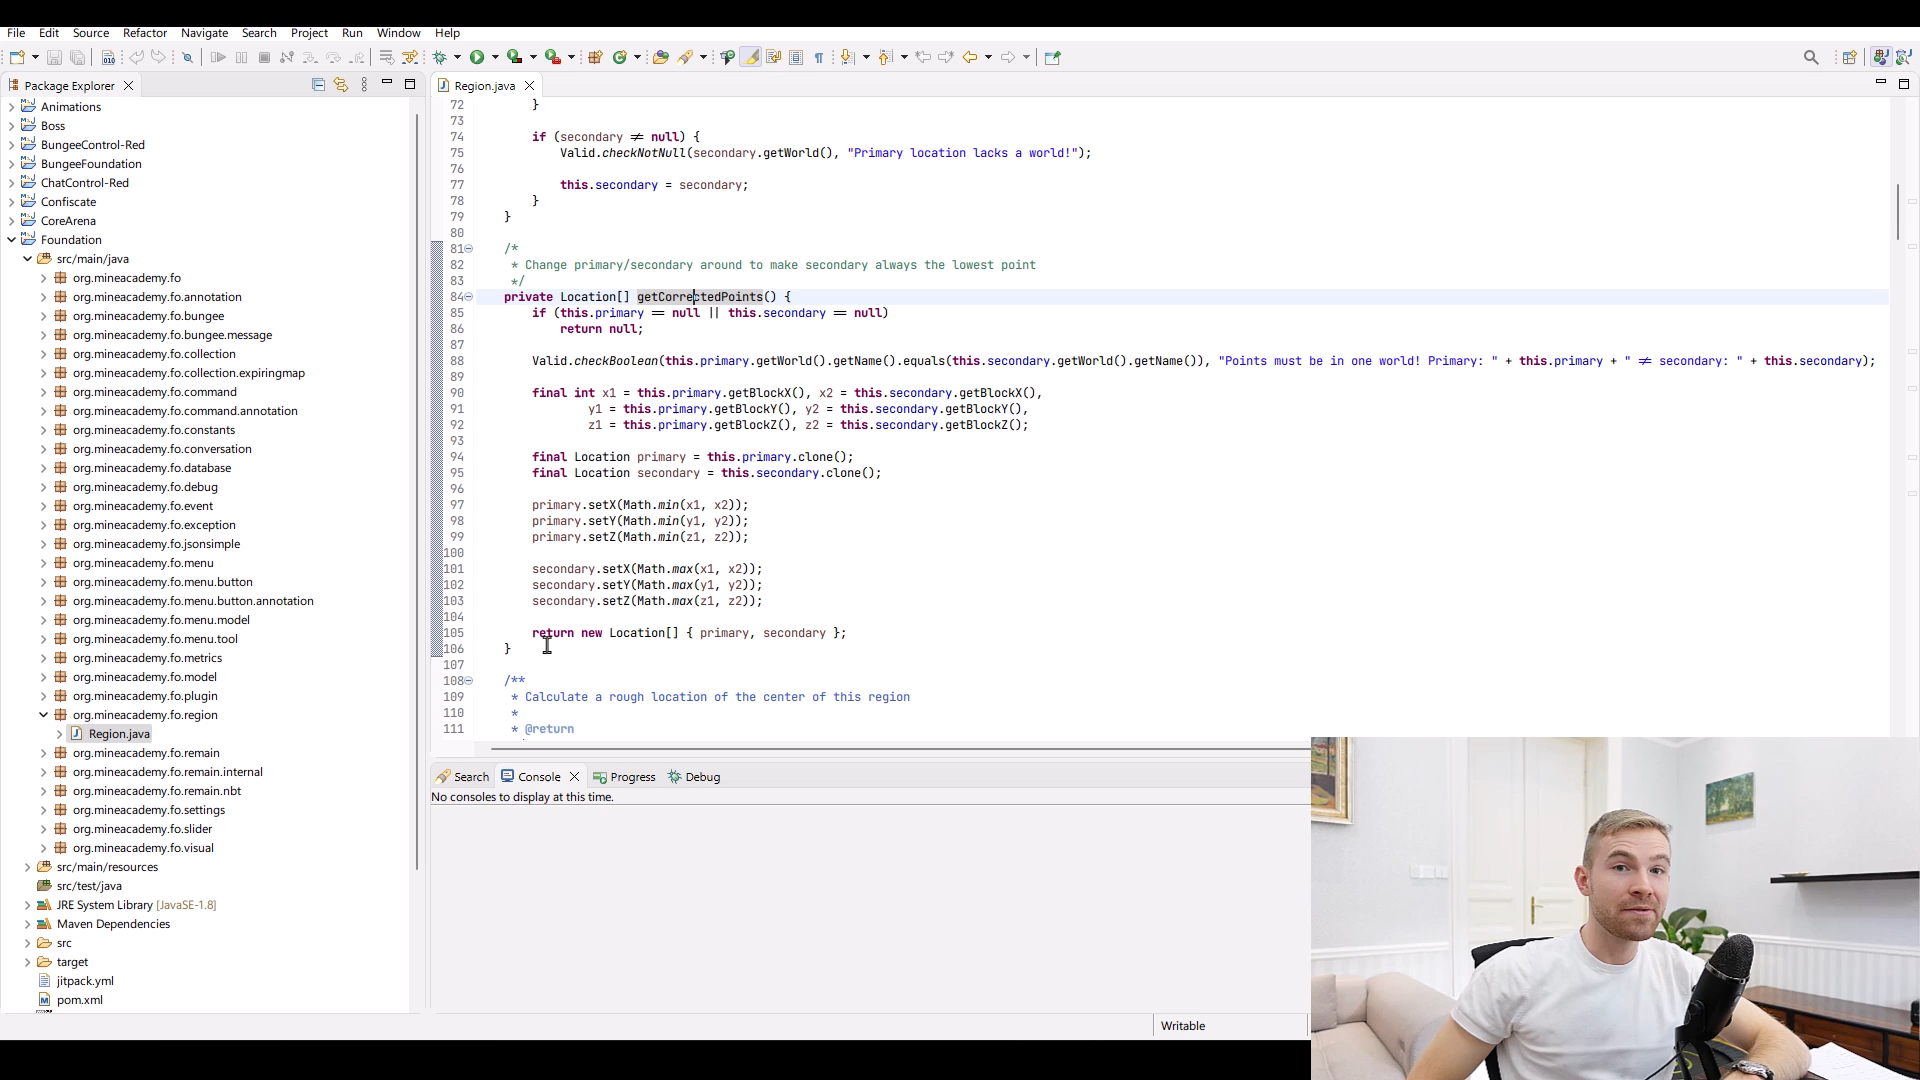 File Edit Source Refactor Navigate Search Project Run Window Help
Package Explorer
Animations
Boss
BungeeControl-Red
BungeeFoundation
ChatControl-Red
Confiscate
CoreArena
Foundation
src/main/java
org.mineacademy.fo
org.mineacademy.fo.annotation
org.mineacademy.fo.bungee
org.mineacademy.fo.bungee.message
org.mineacademy.fo.collection
org.mineacademy.fo.collection.expiringmap
org.mineacademy.fo.command
org.mineacademy.fo.command.annotation
org.mineacademy.fo.constants
org.mineacademy.fo.conversation
org.mineacademy.fo.database
org.mineacademy.fo.debug
org.mineacademy.fo.event
org.mineacademy.fo.exception
org.mineacademy.fo.jsonsimple
org.mineacademy.fo.menu
org.mineacademy.fo.menu.button
org.mineacademy.fo.menu.button.annotation
org.mineacademy.fo.menu.model
org.mineacademy.fo.menu.tool
org.mineacademy.fo.metrics
org.mineacademy.fo.model
org.mineacademy.fo.plugin
org.mineacademy.fo.region
Region.java
org.mineacademy.fo.remain
org.mineacademy.fo.remain.internal
org.mineacademy.fo.remain.nbt
org.mineacademy.fo.settings
org.mineacademy.fo.slider
org.mineacademy.fo.visual
src/main/resources
src/test/java
JRE System Library [JavaSE-1.8]
Maven Dependencies
src
target
jitpack.yml
pom.xml
Region.java
72 }
73
74 if (secondary ≠ null) {
75 Valid.checkNotNull(secondary.getWorld(), "Primary location lacks a world!");
76
77 this.secondary = secondary;
78 }
79 }
80
81 /*
82 * Change primary/secondary around to make secondary always the lowest point
83 */
84 private Location[] getCorrectedPoints() {
85 if (this.primary == null || this.secondary == null)
86 return null;
87
88 Valid.checkBoolean(this.primary.getWorld().getName().equals(this.secondary.getWorld().getName()), "Points must be in one world! Primary: " + this.primary + " ≠ secondary: " + this.secondary);
89
90 final int x1 = this.primary.getBlockX(), x2 = this.secondary.getBlockX(),
91 y1 = this.primary.getBlockY(), y2 = this.secondary.getBlockY(),
92 z1 = this.primary.getBlockZ(), z2 = this.secondary.getBlockZ();
93
94 final Location primary = this.primary.clone();
95 final Location secondary = this.secondary.clone();
96
97 primary.setX(Math.min(x1, x2));
98 primary.setY(Math.min(y1, y2));
99 primary.setZ(Math.min(z1, z2));
100
101 secondary.setX(Math.max(x1, x2));
102 secondary.setY(Math.max(y1, y2));
103 secondary.setZ(Math.max(z1, z2));
104
105 return new Location[] { primary, secondary };
106 }
107
108 /**
109 * Calculate a rough location of the center of this region
110 *
111 * @return
Search Console Progress Debug
No consoles to display at this time.
Writable